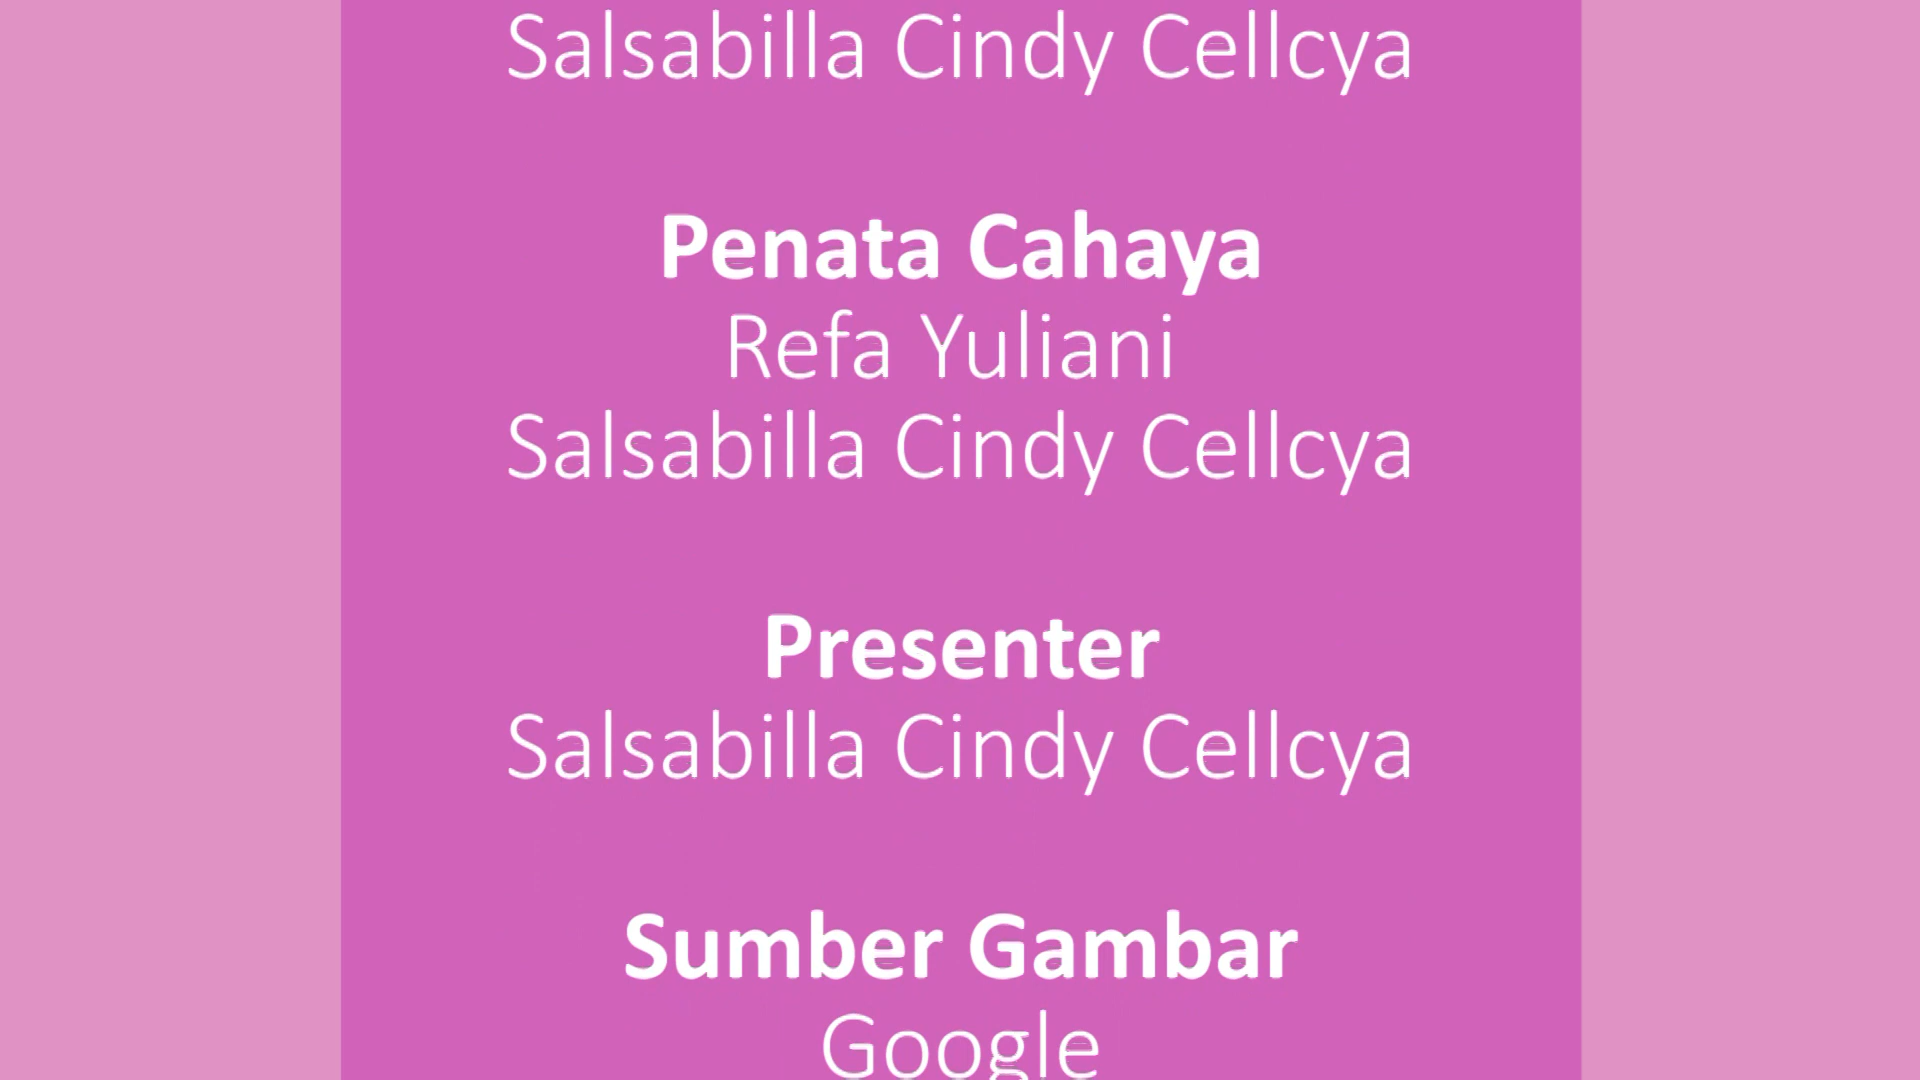 Salsabilla Cindy Cellcya
Penata Cahaya
Refa Yuliani
Salsabilla Cindy Cellcya
Presenter
Salsabilla Cindy Cellcya
Sumber Gambar
Google